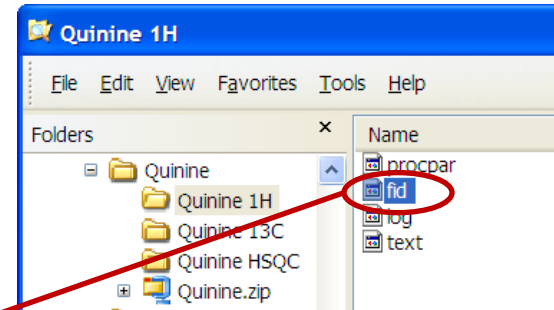 Quinine 1H
File Edit View Favorites Tools Help
Folders × Name
Quinine procpar
Quinine 1H fid
Quinine 13C log
Quinine HSQC text
Quinine.zip